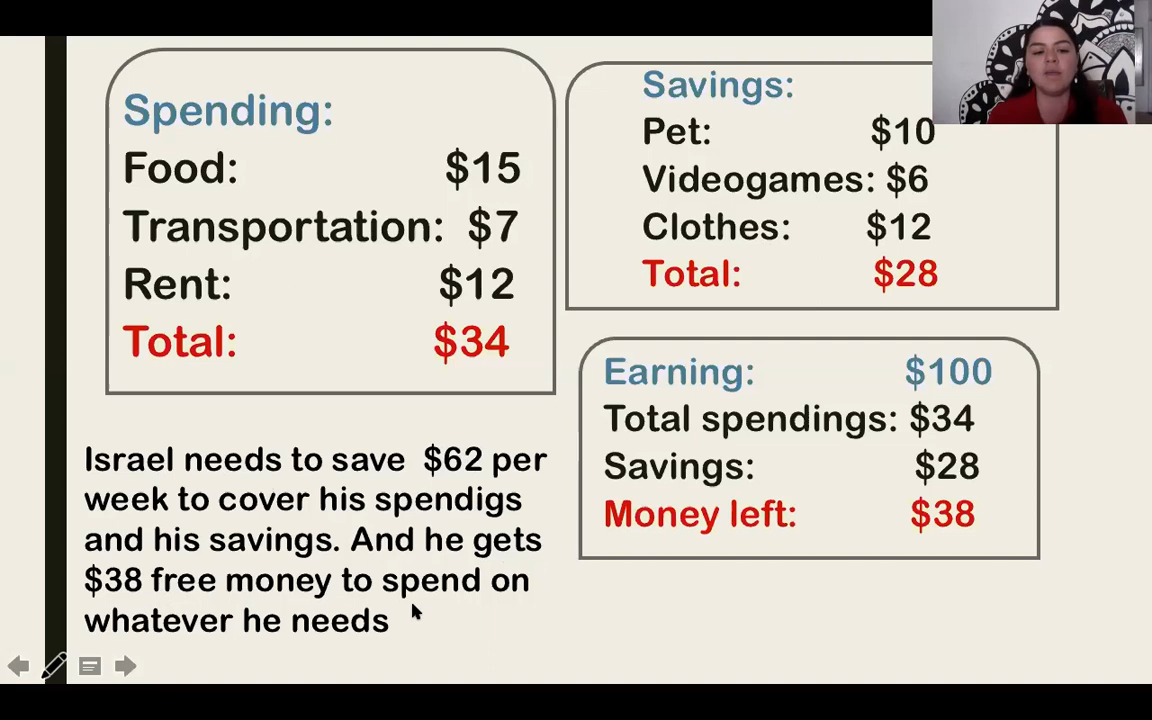 Spending:
Food: $15
Transportation: $7
Rent: $12
Total: $34
Savings:
Pet: $10
Videogames: $6
Clothes: $12
Total: $28
Earning: $100
Total spendings: $34
Savings: $28
Money left: $38
Israel needs to save $62 per
week to cover his spendigs
and his savings. And he gets
$38 free money to spend on
whatever he needs